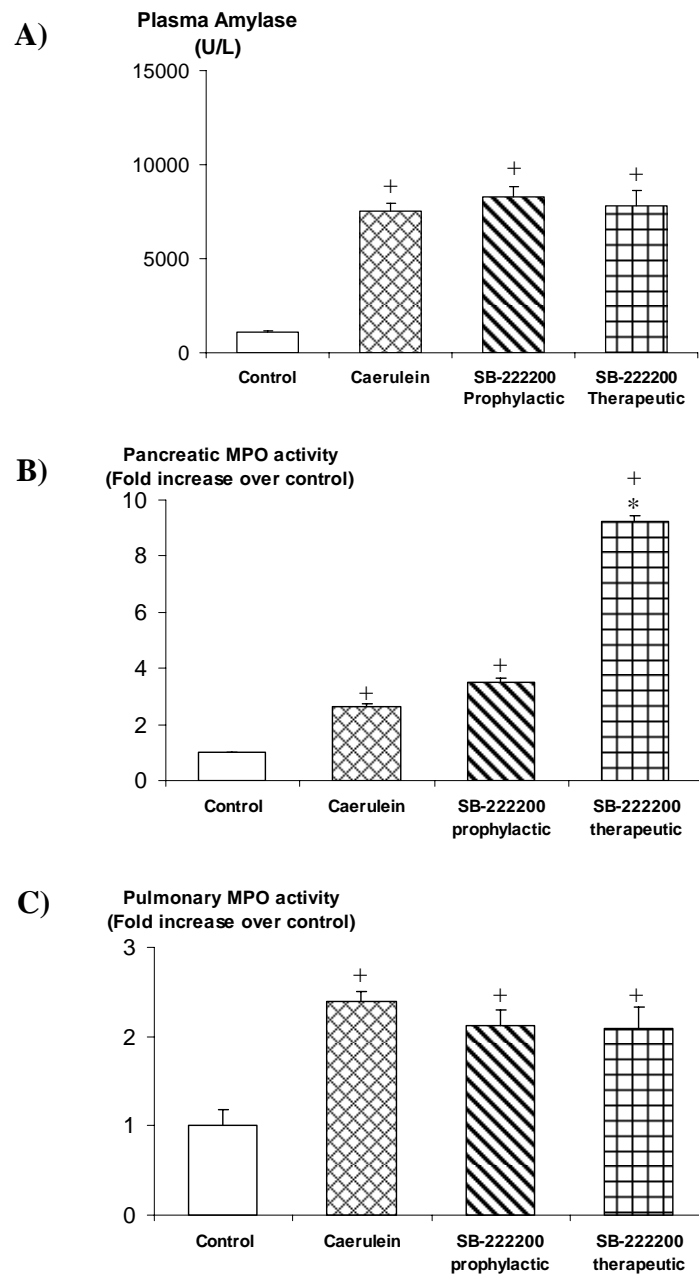 A)
Plasma Amylase
(U/L)
15000
10000
5000
0
+
+
+
Control
Caerulein
SB-222200
Prophylactic
SB-222200
Therapeutic
B)
Pancreatic MPO activity
(Fold increase over control)
10
8
6
4
2
0
+
+
+
*
Control
Caerulein
SB-222200
prophylactic
SB-222200
therapeutic
C)
Pulmonary MPO activity
(Fold increase over control)
3
2
1
0
+
+
+
Control
Caerulein
SB-222200
prophylactic
SB-222200
therapeutic